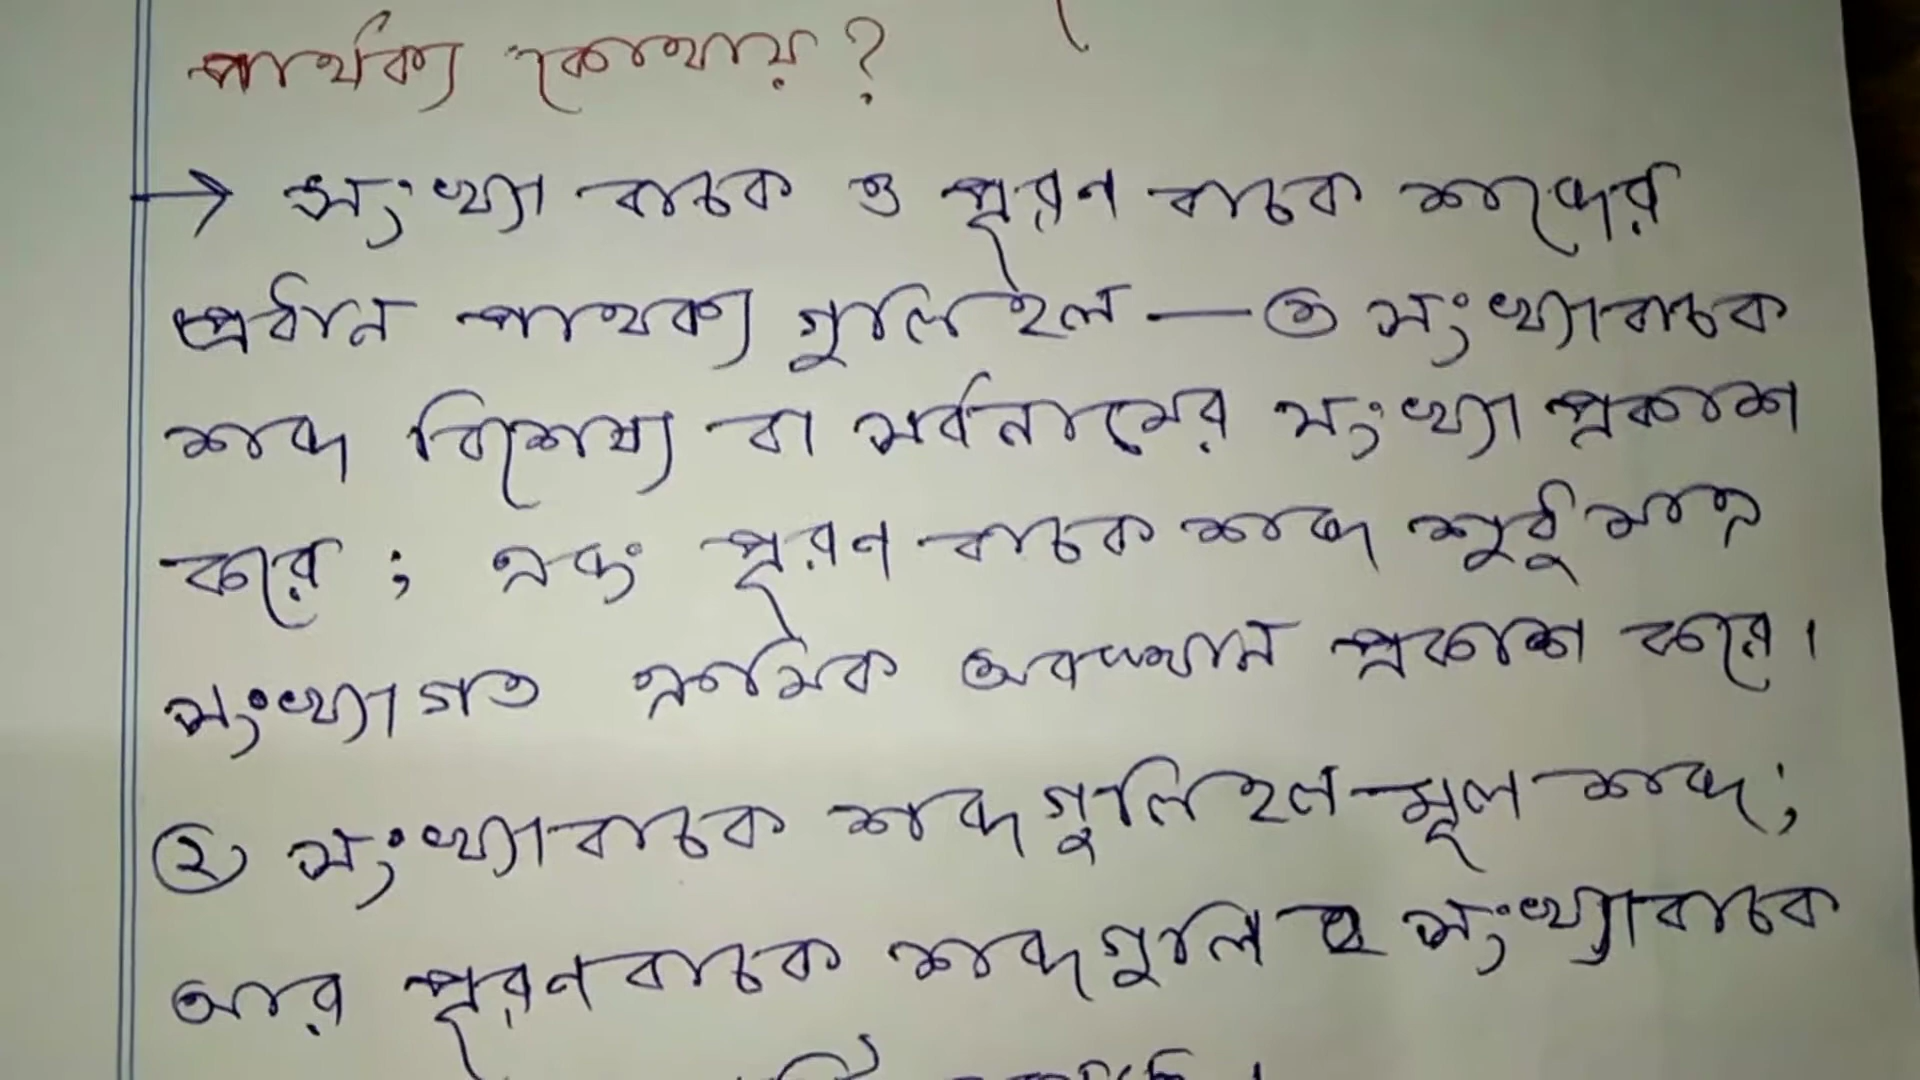 পার্থক্য কোথায়?
→ সংখ্যা বাচক ও পূরণ বাচক শব্দের
প্রধান পাথক্য গুলি হল — ① সংখ্যাবাচক
শব্দ বিশেষ্য বা সর্বনামের সংখ্যা প্রকাশ
করে ; এবং পূরণ বাচক শব্দ শুধু মাত্র
সংখ্যাগত ক্রমিক অবস্থান প্রকাশ করে।
② সংখ্যাবাচক শব্দগুলি হল মূল শব্দ ;
আর পূরণবাচক শব্দগুলি সংখ্যাবাচক